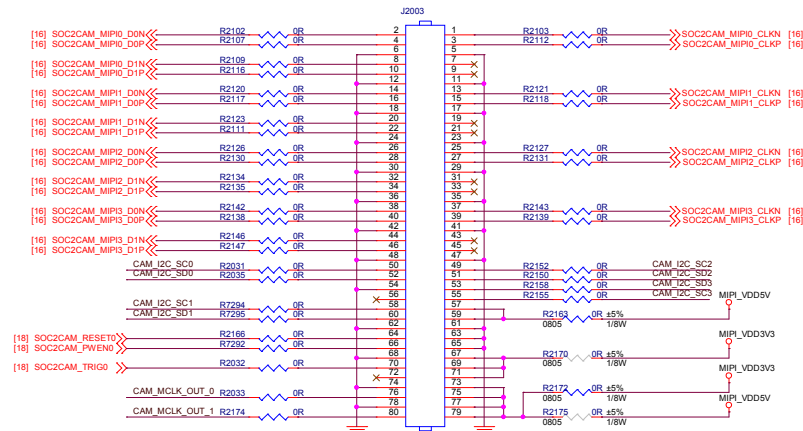 J2003
[16] SOC2CAM_MIPI0_D0N R2102 0R 2 1 R2103 0R SOC2CAM_MIPI0_CLKN [16]
[16] SOC2CAM_MIPI0_D0P R2107 0R 4 3 R2112 0R SOC2CAM_MIPI0_CLKP [16]
6 5
[16] SOC2CAM_MIPI0_D1N R2109 0R 8 7
[16] SOC2CAM_MIPI0_D1P R2116 0R 10 9
12 11
[16] SOC2CAM_MIPI1_D0N R2120 0R 14 13 R2121 0R SOC2CAM_MIPI1_CLKN [16]
[16] SOC2CAM_MIPI1_D0P R2117 0R 16 15 R2118 0R SOC2CAM_MIPI1_CLKP [16]
18 17
[16] SOC2CAM_MIPI1_D1N R2123 0R 20 19
[16] SOC2CAM_MIPI1_D1P R2111 0R 22 21
24 23
[16] SOC2CAM_MIPI2_D0N R2126 0R 26 25 R2127 0R SOC2CAM_MIPI2_CLKN [16]
[16] SOC2CAM_MIPI2_D0P R2130 0R 28 27 R2131 0R SOC2CAM_MIPI2_CLKP [16]
30 29
[16] SOC2CAM_MIPI2_D1N R2134 0R 32 31
[16] SOC2CAM_MIPI2_D1P R2135 0R 34 33
36 35
[16] SOC2CAM_MIPI3_D0N R2142 0R 38 37 R2143 0R SOC2CAM_MIPI3_CLKN [16]
[16] SOC2CAM_MIPI3_D0P R2138 0R 40 39 R2139 0R SOC2CAM_MIPI3_CLKP [16]
42 41
[16] SOC2CAM_MIPI3_D1N R2146 0R 44 43
[16] SOC2CAM_MIPI3_D1P R2147 0R 46 45
48 47
CAM_I2C_SC0 R2031 0R 50 49 R2152 0R CAM_I2C_SC2
CAM_I2C_SD0 R2035 0R 52 51 R2150 0R CAM_I2C_SD2
54 53 R2158 0R CAM_I2C_SD3
56 55 R2155 0R CAM_I2C_SC3
MIPI_VDD5V
CAM_I2C_SC1 R7294 0R 58 57
CAM_I2C_SD1 R7295 0R 60 59 R2163 0R ±5%
0805 1/8W
62 61
[18] SOC2CAM_RESET0 R2166 0R 64 63
MIPI_VDD3V3
[18] SOC2CAM_PWEN0 R7292 0R 66 65
68 67 R2170 0R ±5%
0805 1/8W
[18] SOC2CAM_TRIG0 R2032 0R 70 69
72 71
MIPI_VDD3V3
74 73
CAM_MCLK_OUT_0 R2033 0R 76 75 R2172 0R ±5%
0805 1/8W
MIPI_VDD5V
78 77
CAM_MCLK_OUT_1 R2174 0R 80 79 R2175 0R ±5%
0805 1/8W